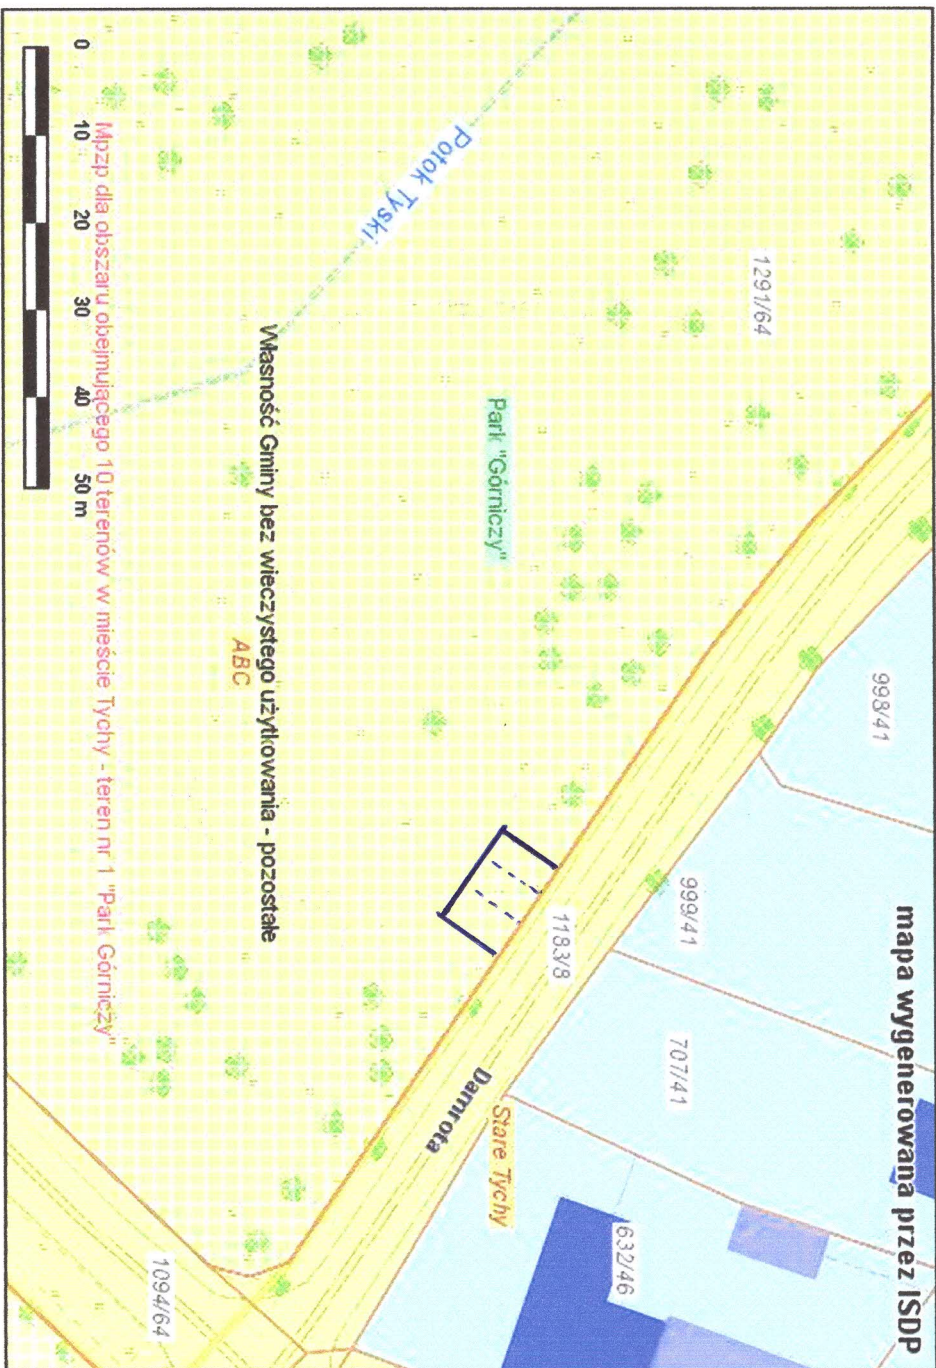 mapa wygenerowana przez ISDP
998/41
999/41
707/41
632/46
1291/64
1183/8
Stare Tychy
Damrota
Park "Górniczy"
Potok Tyski
Własność Gminy bez wieczystego użytkowania - pozostałe
ABC
1094/64
Mpzp dla obszaru obejmującego 10 terenów w mieście Tychy - teren nr 1 "Park Górniczy"
0 10 20 30 40 50 m